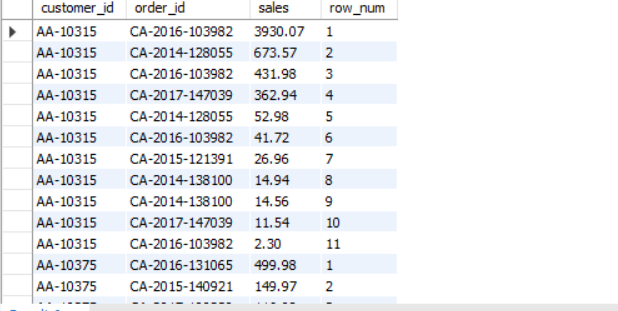 customer_id order_id sales row_num
AA-10315 CA-2016-103982 3930.07 1
AA-10315 CA-2014-128055 673.57 2
AA-10315 CA-2016-103982 431.98 3
AA-10315 CA-2017-147039 362.94 4
AA-10315 CA-2014-128055 52.98 5
AA-10315 CA-2016-103982 41.72 6
AA-10315 CA-2015-121391 26.96 7
AA-10315 CA-2014-138100 14.94 8
AA-10315 CA-2014-138100 14.56 9
AA-10315 CA-2017-147039 11.54 10
AA-10315 CA-2016-103982 2.30 11
AA-10375 CA-2016-131065 499.98 1
AA-10375 CA-2015-140921 149.97 2